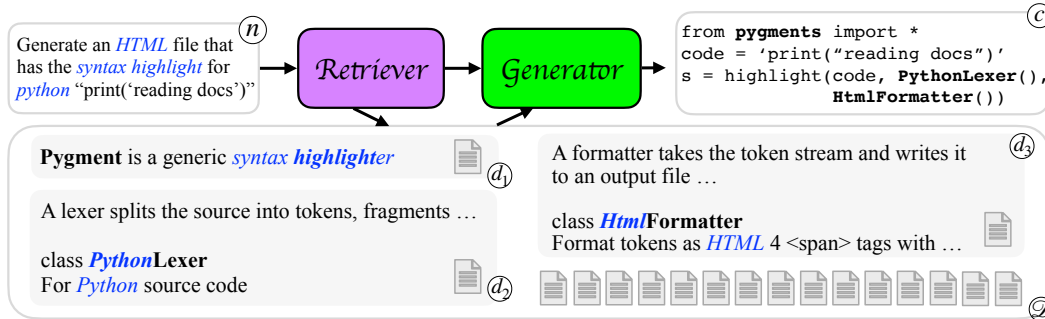 n
Generate an HTML file that
has the syntax highlight for
python “print(‘reading docs’)”
Retriever
Generator
c
from pygments import *
code = ‘print(“reading docs”)’
s = highlight(code, PythonLexer(),
HtmlFormatter())
Pygment is a generic syntax highlighter
d1
A lexer splits the source into tokens, fragments …
class PythonLexer
For Python source code
d2
A formatter takes the token stream and writes it
to an output file …
d3
class HtmlFormatter
Format tokens as HTML 4 <span> tags with …
𝒟